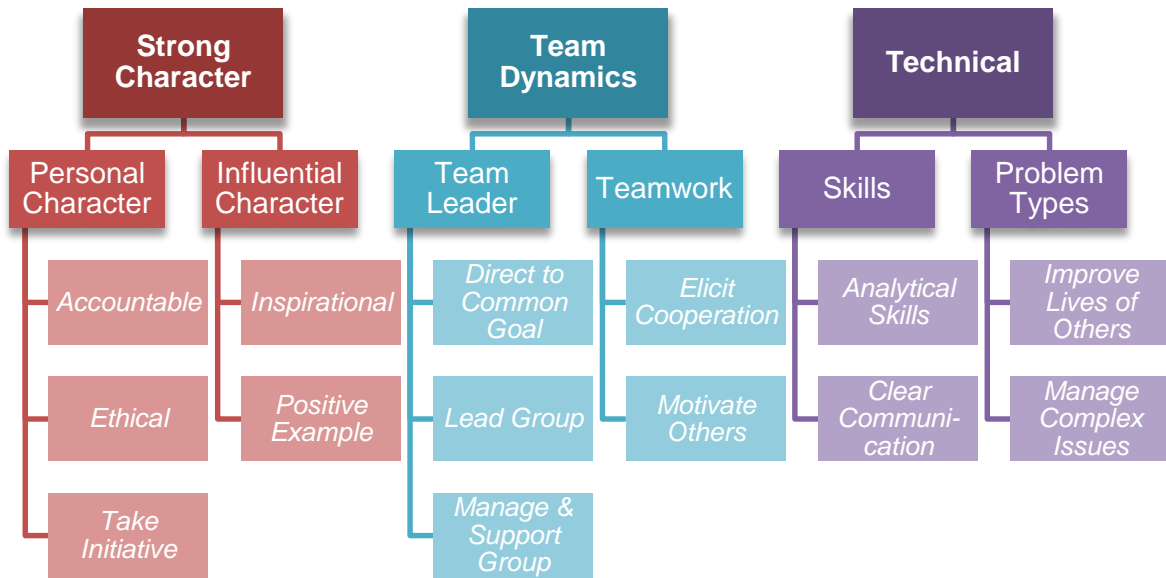 Strong
Character
Team
Dynamics
Technical
Personal
Character
Influential
Character
Team
Leader
Teamwork
Skills
Problem
Types
Accountable
Inspirational
Direct to
Common
Goal
Elicit
Cooperation
Analytical
Skills
Improve
Lives of
Others
Ethical
Positive
Example
Lead Group
Motivate
Others
Clear
Communi-
cation
Manage
Complex
Issues
Take
Initiative
Manage &
Support
Group